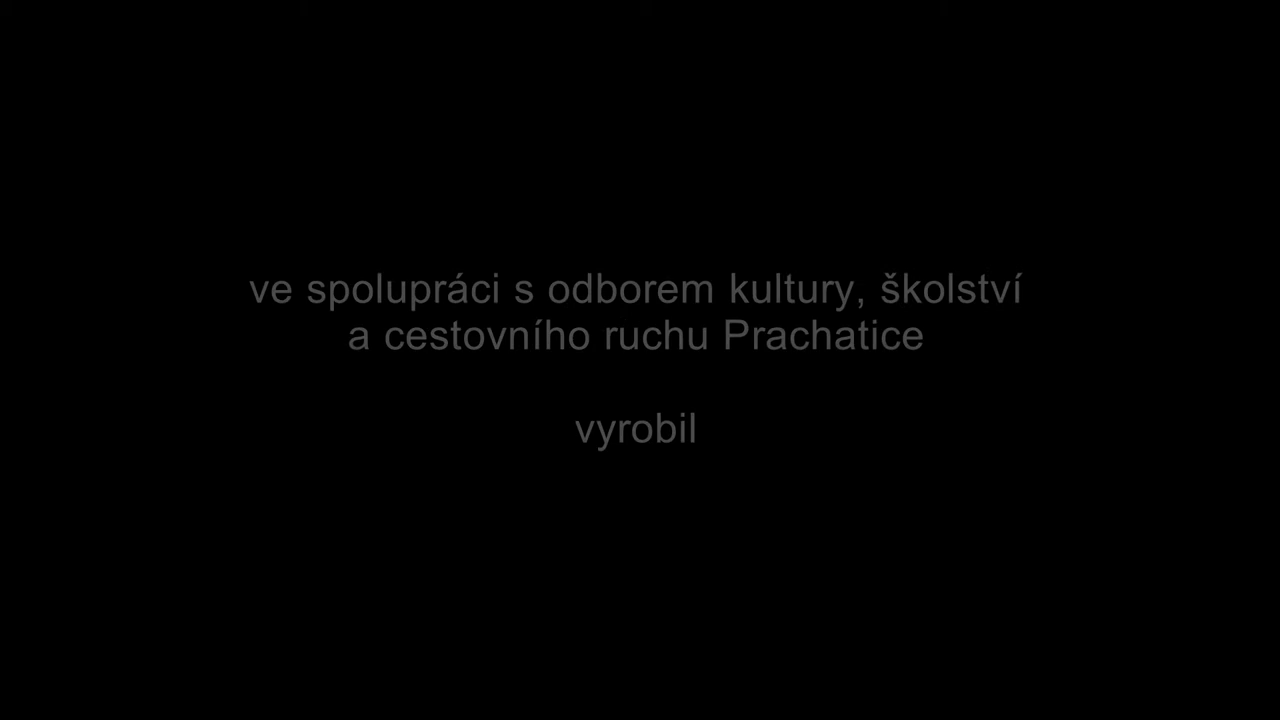 ve spolupráci s odborem kultury, školství
a cestovního ruchu Prachatice
vyrobil